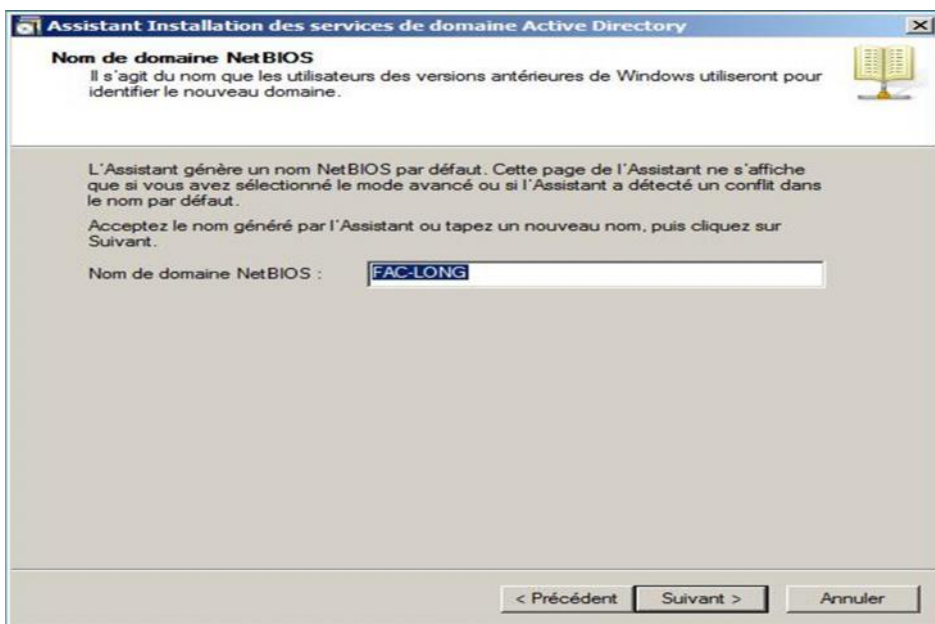 Assistant Installation des services de domaine Active Directory
Nom de domaine NetBIOS
Il s'agit du nom que les utilisateurs des versions antérieures de Windows utiliseront pour
identifier le nouveau domaine.
L'Assistant génère un nom NetBIOS par défaut. Cette page de l'Assistant ne s'affiche
que si vous avez sélectionné le mode avancé ou si l'Assistant a détecté un conflit dans
le nom par défaut.
Acceptez le nom généré par l'Assistant ou tapez un nouveau nom, puis cliquez sur
Suivant.
Nom de domaine NetBIOS : FAC-LONG
< Précédent Suivant > Annuler